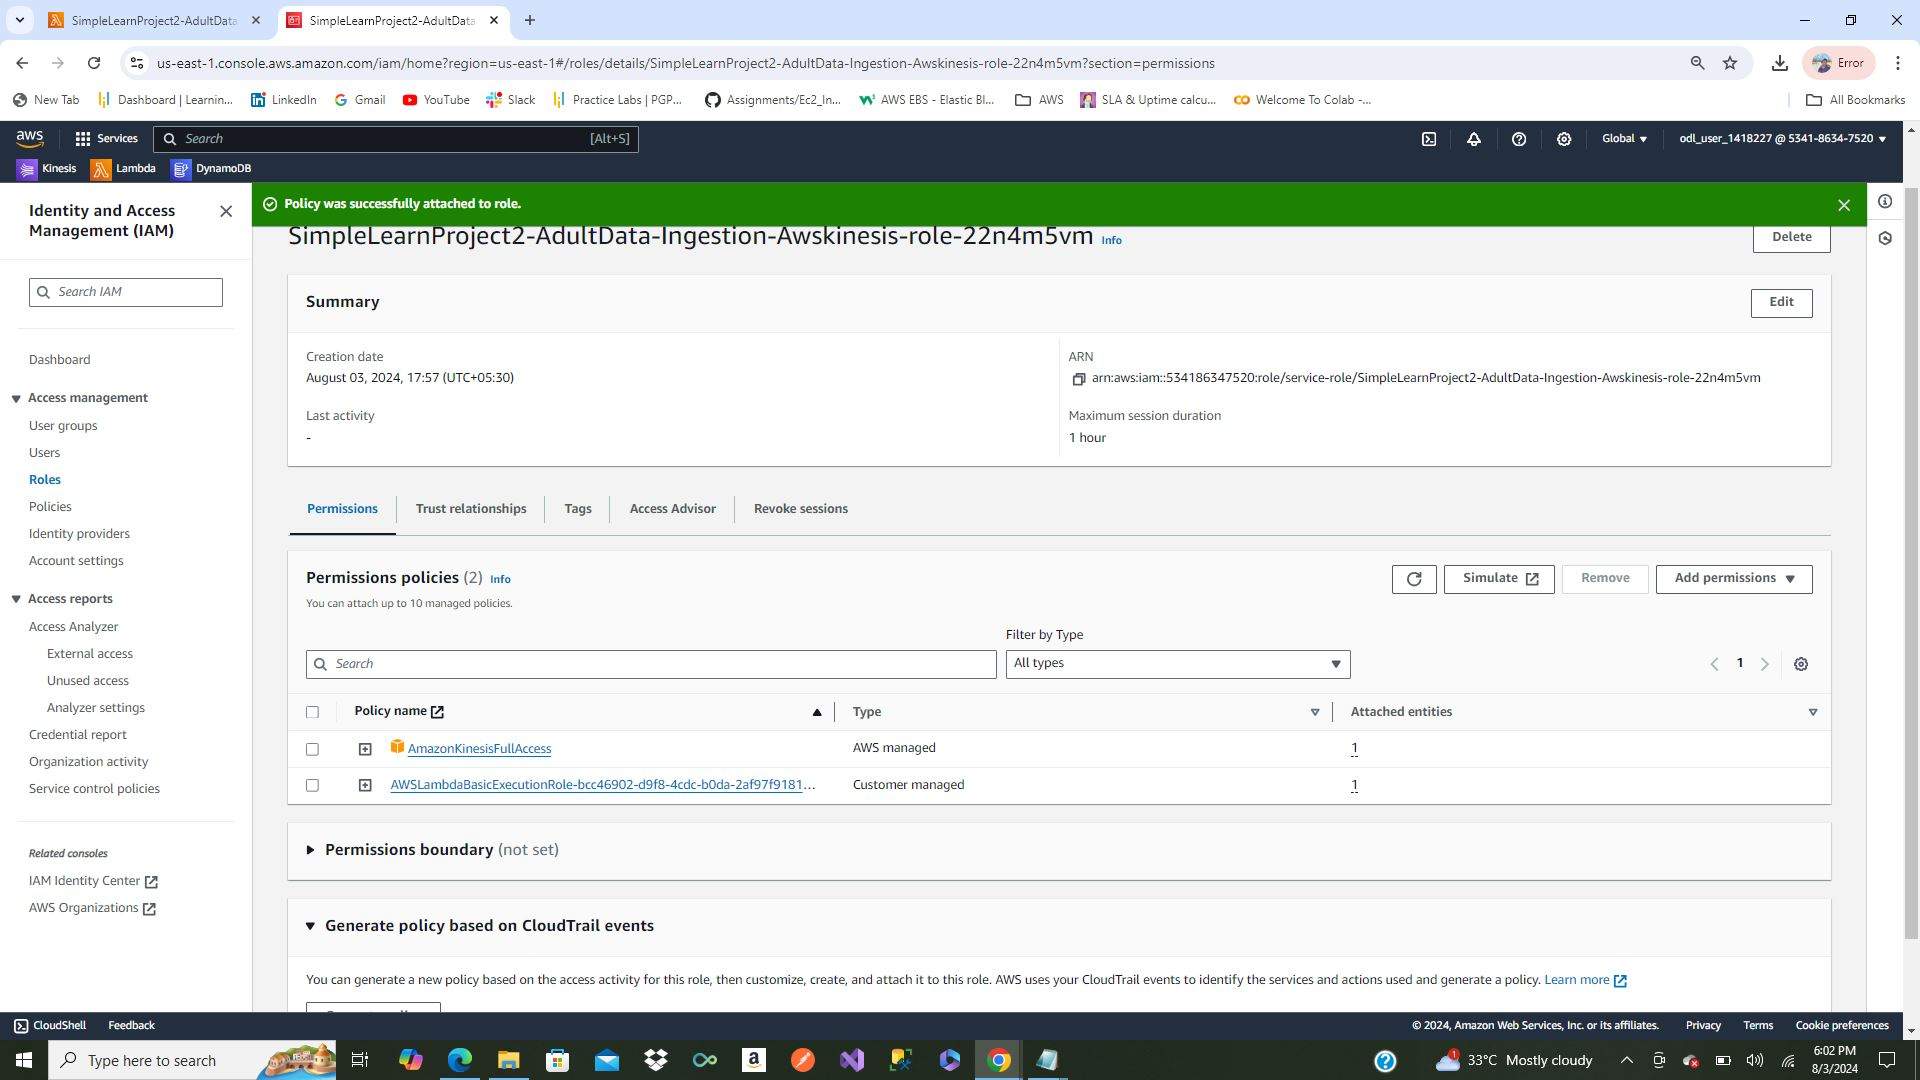 SimpleLearnProject2-AdultData
SimpleLearnProject2-AdultData
us-east-1.console.aws.amazon.com/iam/home?region=us-east-1#/roles/details/SimpleLearnProject2-AdultData-Ingestion-Awskinesis-role-22n4m5vm?section=permissions
Error
New Tab
Dashboard | Learnin...
LinkedIn
Gmail
YouTube
Slack
Practice Labs | PGP...
Assignments/Ec2_In...
AWS EBS - Elastic Bl...
AWS
SLA & Uptime calcu...
Welcome To Colab -...
All Bookmarks
aws
Services
Search
[Alt+S]
Global
odl_user_1418227 @ 5341-8634-7520
Kinesis
Lambda
DynamoDB
Identity and Access
Management (IAM)
Search IAM
Dashboard
Access management
User groups
Users
Roles
Policies
Identity providers
Account settings
Access reports
Access Analyzer
External access
Unused access
Analyzer settings
Credential report
Organization activity
Service control policies
Related consoles
IAM Identity Center
AWS Organizations
Policy was successfully attached to role.
SimpleLearnProject2-AdultData-Ingestion-Awskinesis-role-22n4m5vm Info
Delete
Summary
Edit
Creation date
August 03, 2024, 17:57 (UTC+05:30)
Last activity
-
ARN
arn:aws:iam::534186347520:role/service-role/SimpleLearnProject2-AdultData-Ingestion-Awskinesis-role-22n4m5vm
Maximum session duration
1 hour
Permissions
Trust relationships
Tags
Access Advisor
Revoke sessions
Permissions policies (2) Info
You can attach up to 10 managed policies.
Simulate
Remove
Add permissions
Filter by Type
Search
All types
1
Policy name
Type
Attached entities
AmazonKinesisFullAccess
AWS managed
1
AWSLambdaBasicExecutionRole-bcc46902-d9f8-4cdc-b0da-2af97f9181...
Customer managed
1
Permissions boundary (not set)
Generate policy based on CloudTrail events
You can generate a new policy based on the access activity for this role, then customize, create, and attach it to this role. AWS uses your CloudTrail events to identify the services and actions used and generate a policy. Learn more
CloudShell
Feedback
© 2024, Amazon Web Services, Inc. or its affiliates.
Privacy
Terms
Cookie preferences
Type here to search
1
33°C Mostly cloudy
6:02 PM
8/3/2024